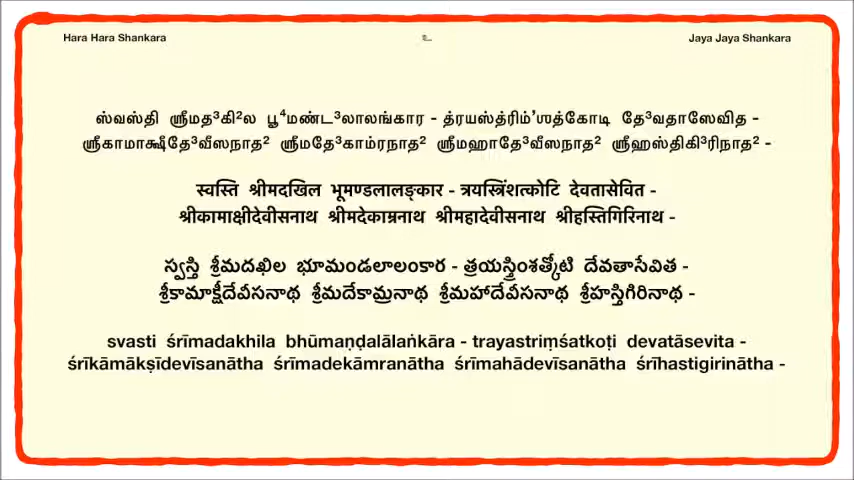 Hara Hara Shankara
உ
Jaya Jaya Shankara
ஸ்வஸ்தி ஸ்ரீமத³கி²ல பூ⁴மண்ட³லாலங்கார - த்ரயஸ்த்ரிம்ʼஶத்கோடி தே³வதாஸேவித -
ஸ்ரீகாமாக்ஷீதே³வீஸநாத² ஸ்ரீமதே³காம்ரநாத² ஸ்ரீமஹாதே³வீஸநாத² ஸ்ரீஹஸ்திகி³ரிநாத² -
स्वस्ति श्रीमदखिल भूमण्डलालङ्कार - त्रयस्त्रिंशत्कोटि देवतासेवित -
श्रीकामाक्षीदेवीसनाथ श्रीमदेकाम्रनाथ श्रीमहादेवीसनाथ श्रीहस्तिगिरिनाथ -
స్వస్తి శ్రీమదఖిల భూమండలాలంకార - త్రయస్త్రింశత్కోటి దేవతాసేవిత -
శ్రీకామాక్షీదేవీసనాథ శ్రీమదేకామ్రనాథ శ్రీమహాదేవీసనాథ శ్రీహస్తిగిరినాథ -
svasti śrīmadakhila bhūmaṇḍalālaṅkāra - trayastriṃśatkoṭi devatāsevita -
śrīkāmākṣīdevīsanātha śrīmadekāmranātha śrīmahādevīsanātha śrīhastigirinātha -